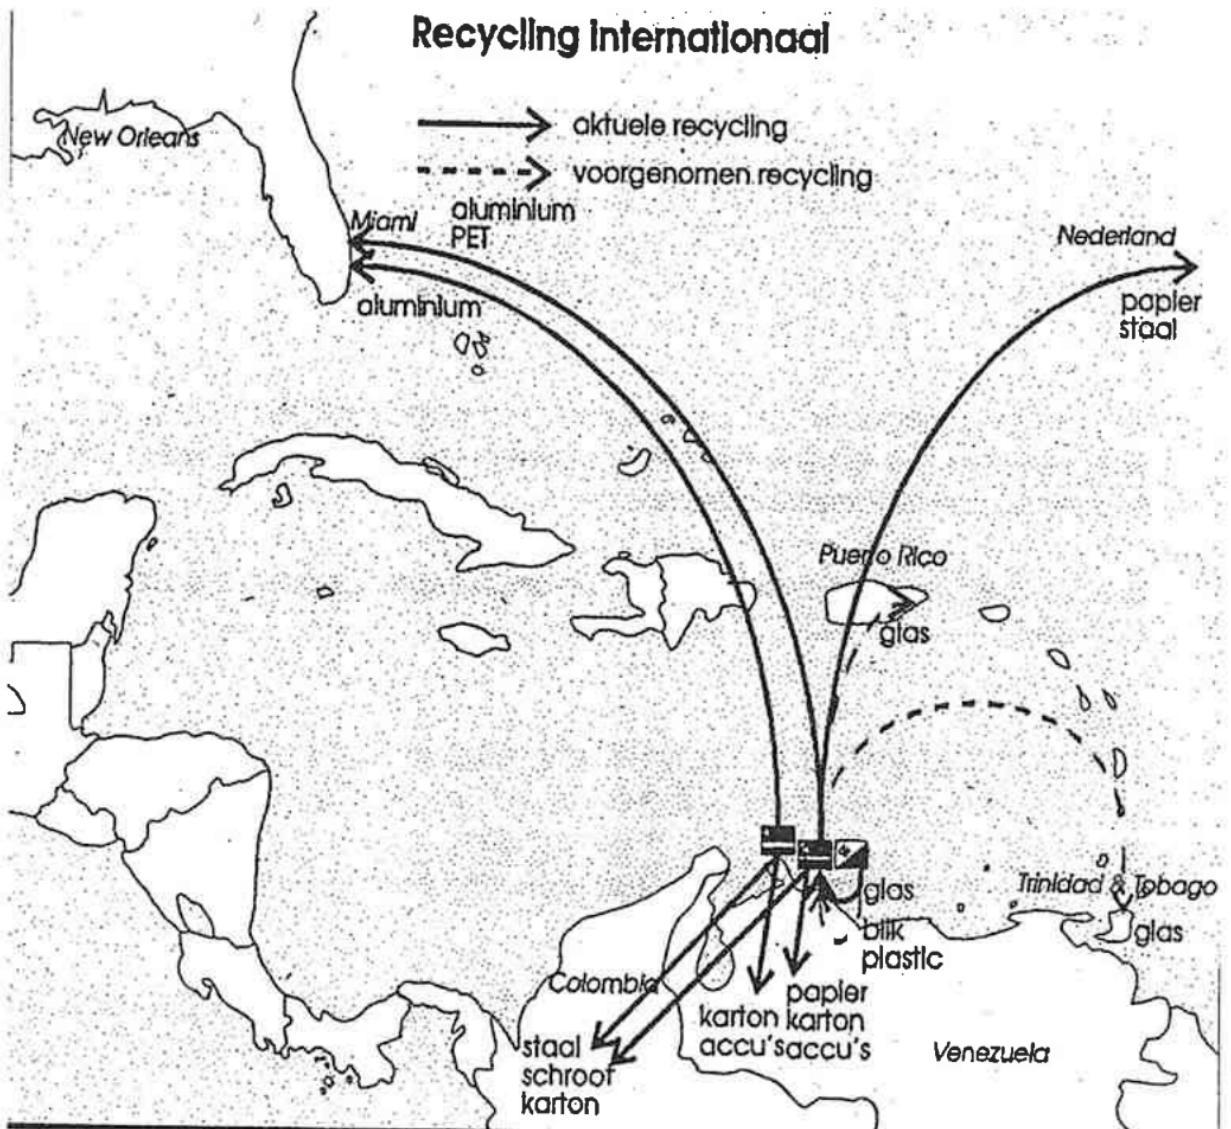 Recycling internationaal
aktuele recycling
voorgenomen recycling
New Orleans
Miami
aluminium
PET
aluminium
Nederland
papier
staal
Puerto Rico
glas
glas
blik
plastic
Trinidad & Tobago
glas
Colombia
karton
accu's
papier
karton
accu's
staal
schroot
karton
Venezuela